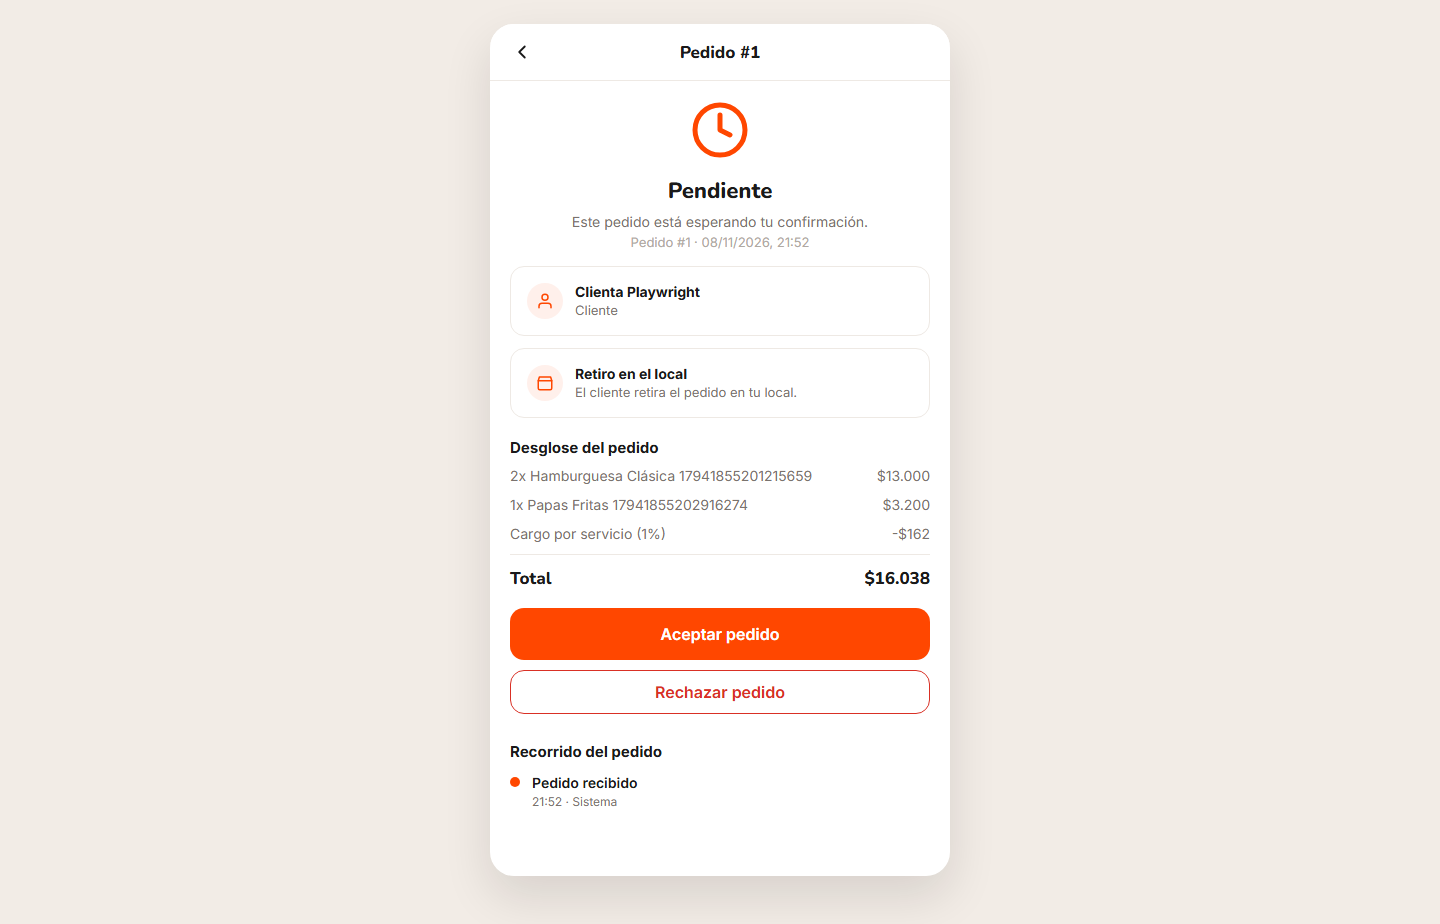 Pedido #1
Pendiente
Este pedido está esperando tu confirmación.
Pedido #1 · 08/11/2026, 21:52
Clienta Playwright
Cliente
Retiro en el local
El cliente retira el pedido en tu local.
Desglose del pedido
2x Hamburguesa Clásica 17941855201215659 $13.000
1x Papas Fritas 17941855202916274 $3.200
Cargo por servicio (1%) -$162
Total $16.038
Aceptar pedido
Rechazar pedido
Recorrido del pedido
Pedido recibido
21:52 · Sistema